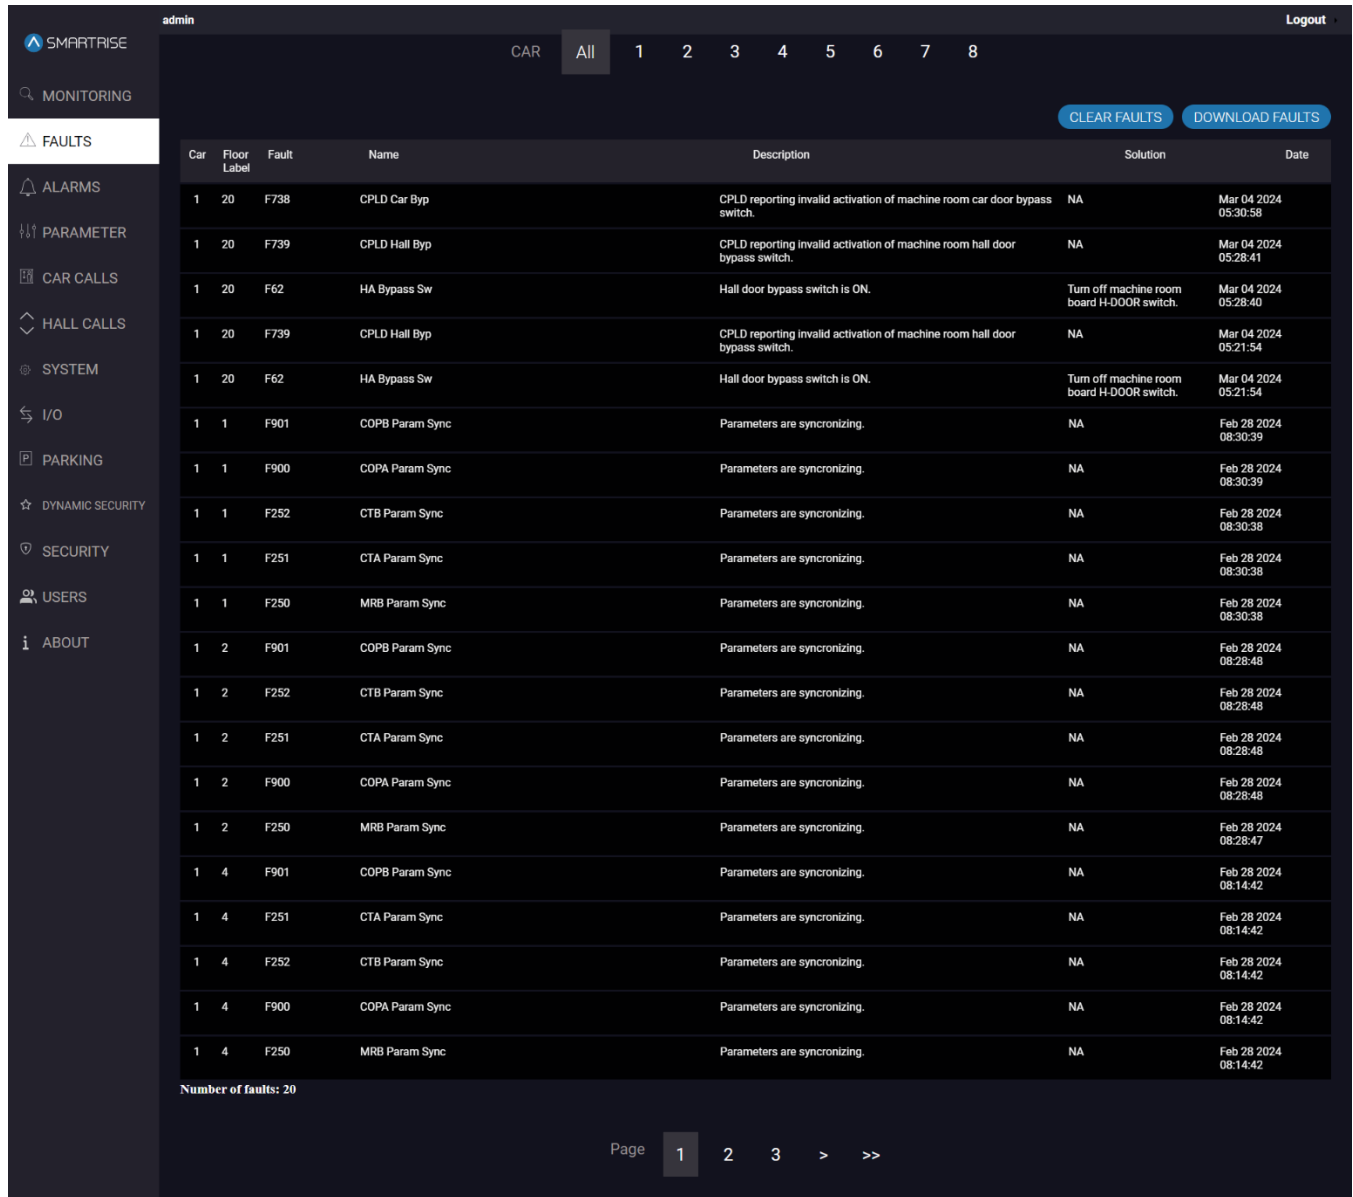 admin
Logout
SMARTRISE
CAR All 1 2 3 4 5 6 7 8
MONITORING
FAULTS
ALARMS
PARAMETER
CAR CALLS
HALL CALLS
SYSTEM
I/O
PARKING
DYNAMIC SECURITY
SECURITY
USERS
ABOUT
CLEAR FAULTS DOWNLOAD FAULTS
Car Floor Label Fault Name Description Solution Date
1 20 F738 CPLD Car Byp CPLD reporting invalid activation of machine room car door bypass switch. NA Mar 04 2024 05:30:58
1 20 F739 CPLD Hall Byp CPLD reporting invalid activation of machine room hall door bypass switch. NA Mar 04 2024 05:28:41
1 20 F62 HA Bypass Sw Hall door bypass switch is ON. Turn off machine room board H-DOOR switch. Mar 04 2024 05:28:40
1 20 F739 CPLD Hall Byp CPLD reporting invalid activation of machine room hall door bypass switch. NA Mar 04 2024 05:21:54
1 20 F62 HA Bypass Sw Hall door bypass switch is ON. Turn off machine room board H-DOOR switch. Mar 04 2024 05:21:54
1 1 F901 COPB Param Sync Parameters are syncronizing. NA Feb 28 2024 08:30:39
1 1 F900 COPA Param Sync Parameters are syncronizing. NA Feb 28 2024 08:30:39
1 1 F252 CTB Param Sync Parameters are syncronizing. NA Feb 28 2024 08:30:38
1 1 F251 CTA Param Sync Parameters are syncronizing. NA Feb 28 2024 08:30:38
1 1 F250 MRB Param Sync Parameters are syncronizing. NA Feb 28 2024 08:30:38
1 2 F901 COPB Param Sync Parameters are syncronizing. NA Feb 28 2024 08:28:48
1 2 F252 CTB Param Sync Parameters are syncronizing. NA Feb 28 2024 08:28:48
1 2 F251 CTA Param Sync Parameters are syncronizing. NA Feb 28 2024 08:28:48
1 2 F900 COPA Param Sync Parameters are syncronizing. NA Feb 28 2024 08:28:48
1 2 F250 MRB Param Sync Parameters are syncronizing. NA Feb 28 2024 08:28:47
1 4 F901 COPB Param Sync Parameters are syncronizing. NA Feb 28 2024 08:14:42
1 4 F251 CTA Param Sync Parameters are syncronizing. NA Feb 28 2024 08:14:42
1 4 F252 CTB Param Sync Parameters are syncronizing. NA Feb 28 2024 08:14:42
1 4 F900 COPA Param Sync Parameters are syncronizing. NA Feb 28 2024 08:14:42
1 4 F250 MRB Param Sync Parameters are syncronizing. NA Feb 28 2024 08:14:42
Number of faults: 20
Page 1 2 3 > >>